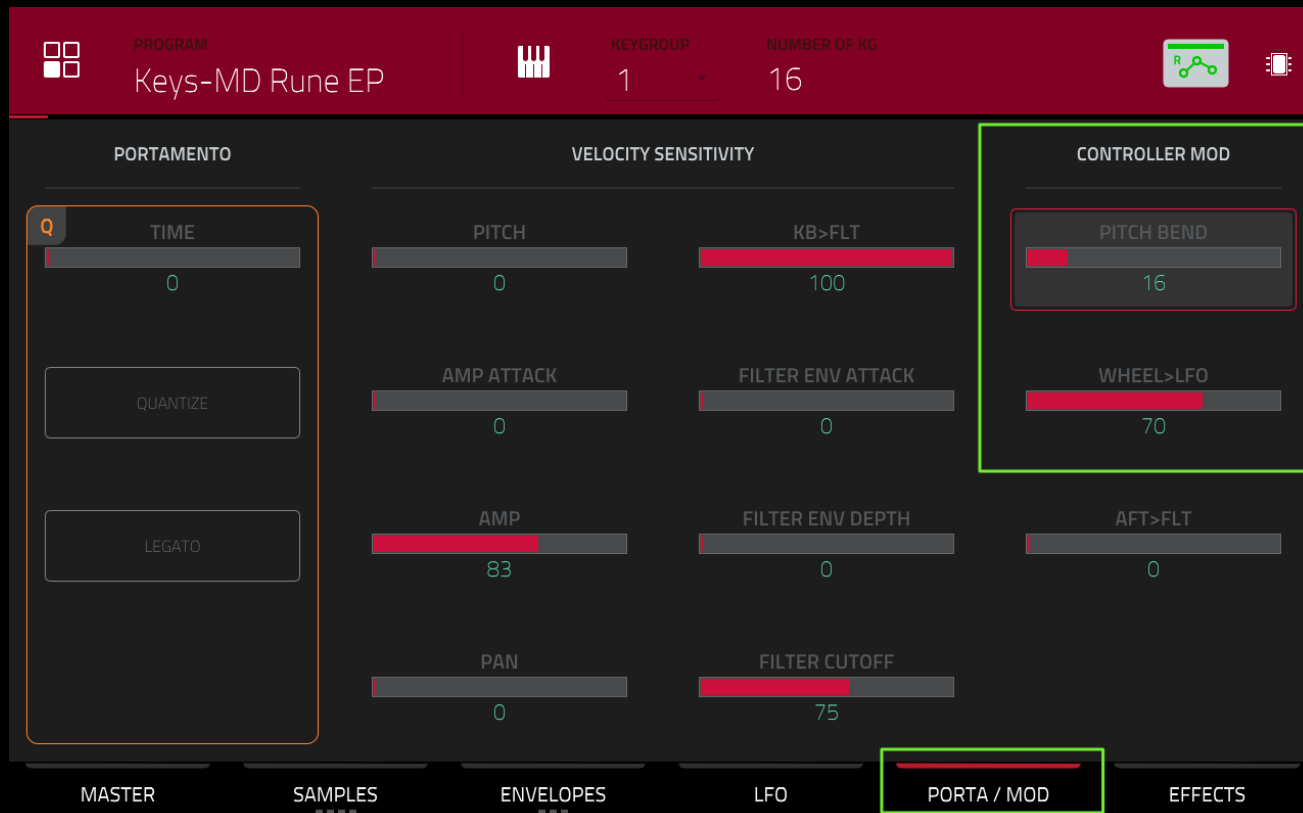 PROGRAM
Keys-MD Rune EP
KEYGROUP
1
NUMBER OF KG
16
R
PORTAMENTO
VELOCITY SENSITIVITY
CONTROLLER MOD
Q
TIME
0
PITCH
0
KB>FLT
100
PITCH BEND
16
QUANTIZE
AMP ATTACK
0
FILTER ENV ATTACK
0
WHEEL>LFO
70
LEGATO
AMP
83
FILTER ENV DEPTH
0
AFT>FLT
0
PAN
0
FILTER CUTOFF
75
MASTER
SAMPLES
ENVELOPES
LFO
PORTA / MOD
EFFECTS